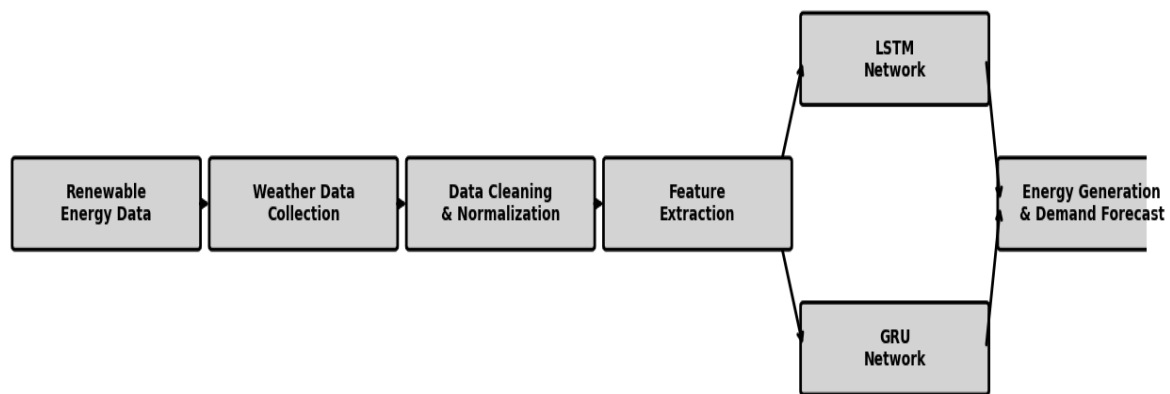 Renewable
Energy Data
Weather Data
Collection
Data Cleaning
& Normalization
Feature
Extraction
LSTM
Network
GRU
Network
Energy Generation
& Demand Forecast